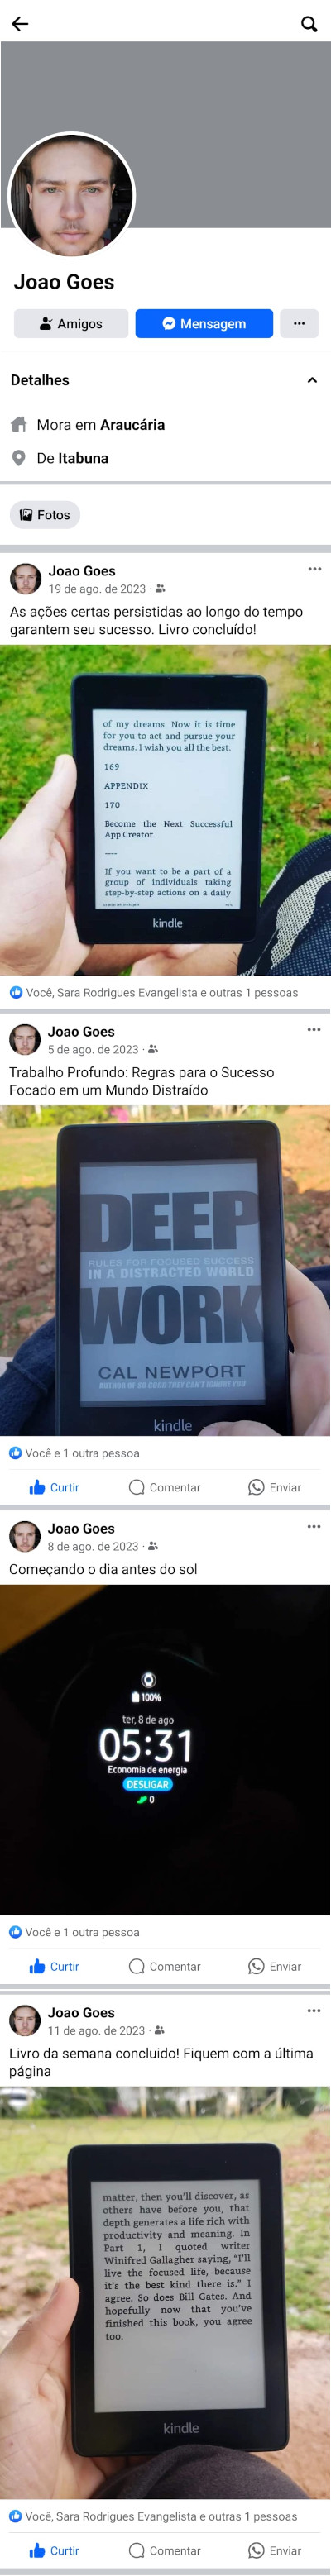 Joao Goes
Amigos
Mensagem
Detalhes
Mora em Araucária
De Itabuna
Fotos
Joao Goes
19 de ago. de 2023
As ações certas persistidas ao longo do tempo
garantem seu sucesso. Livro concluído!
of my dreams. Now it is time
for you to act and pursue your
dreams. I wish you all the best.
169
APPENDIX
170
Become the Next Successful
App Creator
----
If you want to be a part of a
group of individuals taking
step-by-step actions on a daily
kindle
Você, Sara Rodrigues Evangelista e outras 1 pessoas
Joao Goes
5 de ago. de 2023
Trabalho Profundo: Regras para o Sucesso
Focado em um Mundo Distraído
DEEP
RULES FOR FOCUSED SUCCESS
IN A DISTRACTED WORLD
WORK
CAL NEWPORT
AUTHOR OF SO GOOD THEY CAN'T IGNORE YOU
kindle
Você e 1 outra pessoa
Curtir
Comentar
Enviar
Joao Goes
8 de ago. de 2023
Começando o dia antes do sol
100%
ter, 8 de ago
05:31
Economia de energia
DESLIGAR
0
Você e 1 outra pessoa
Curtir
Comentar
Enviar
Joao Goes
11 de ago. de 2023
Livro da semana concluido! Fiquem com a última
página
matter, then you'll discover, as
others have before you, that
depth generates a life rich with
productivity and meaning. In
Part 1, I quoted writer
Winifred Gallagher saying, "I'll
live the focused life, because
it's the best kind there is." I
agree. So does Bill Gates. And
hopefully now that you've
finished this book, you agree
too.
kindle
Você, Sara Rodrigues Evangelista e outras 1 pessoas
Curtir
Comentar
Enviar